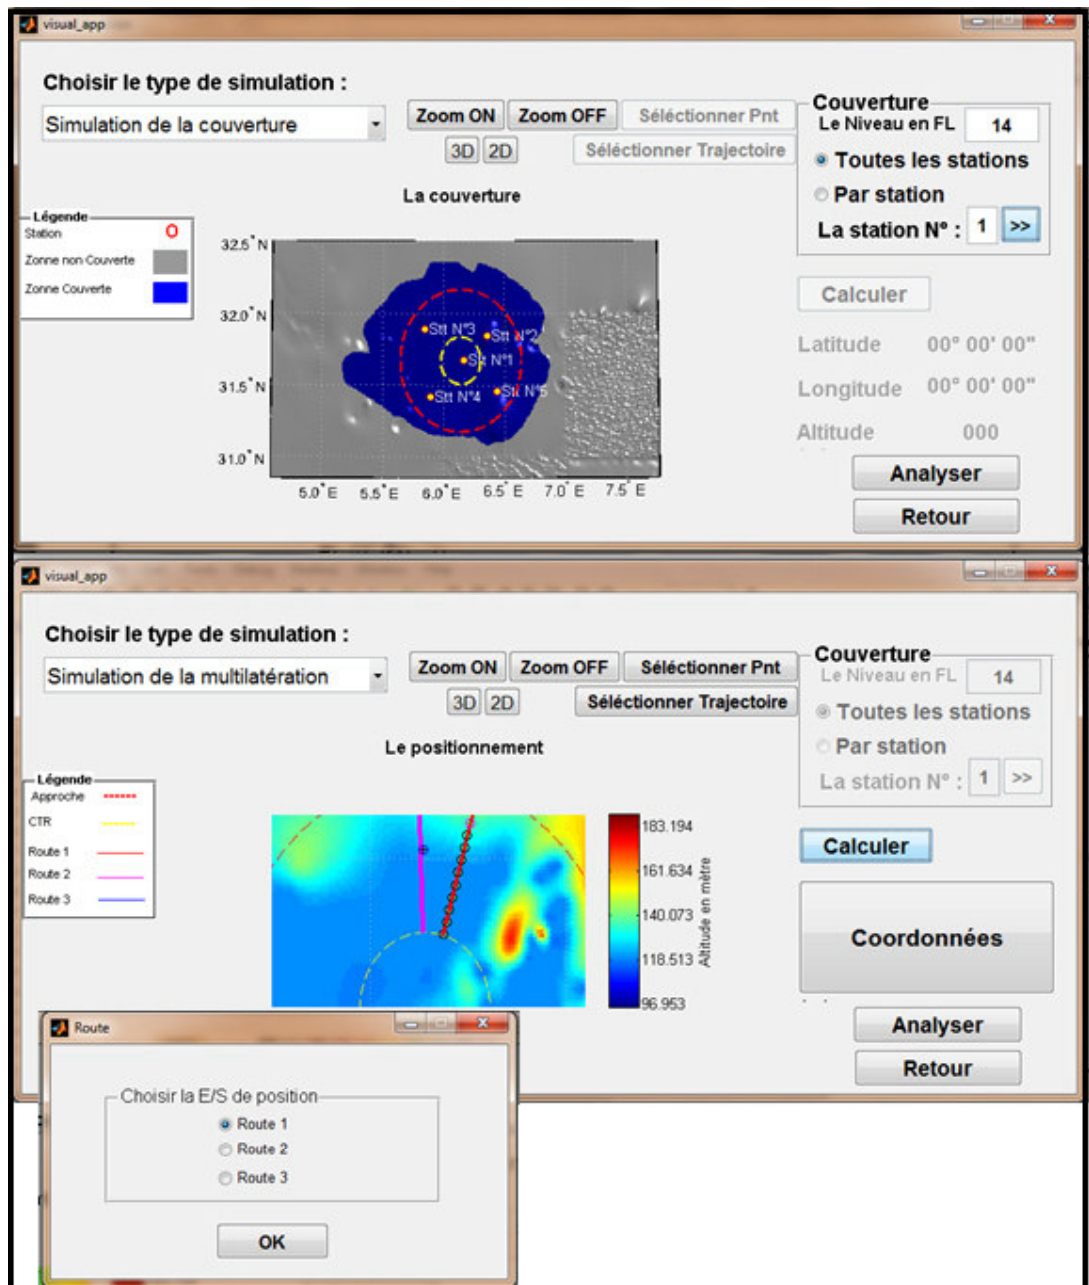 visual_app
Choisir le type de simulation :
Simulation de la couverture
Zoom ON
Zoom OFF
Séléctionner Pnt
3D
2D
Séléctionner Trajectoire
Couverture
Le Niveau en FL
14
Toutes les stations
Par station
La station N° :
1
>>
La couverture
Légende
Station
Zonne non Couverte
Zonne Couverte
32.5° N
32.0° N
31.5° N
31.0° N
5.0° E
5.5° E
6.0° E
6.5° E
7.0° E
7.5° E
Stt N°3
Stt N°2
Stt N°1
Stt N°4
Stt N°5
Calculer
Latitude 00° 00' 00"
Longitude 00° 00' 00"
Altitude 000
Analyser
Retour
visual_app
Choisir le type de simulation :
Simulation de la multilatération
Zoom ON
Zoom OFF
Séléctionner Pnt
3D
2D
Séléctionner Trajectoire
Couverture
Le Niveau en FL
14
Toutes les stations
Par station
La station N° :
1
>>
Le positionnement
Légende
Approche
CTR
Route 1
Route 2
Route 3
183.194
161.634
140.073
118.513
96.953
Altitude en mètre
Calculer
Coordonnées
Analyser
Retour
Route
Choisir la E/S de position
Route 1
Route 2
Route 3
OK